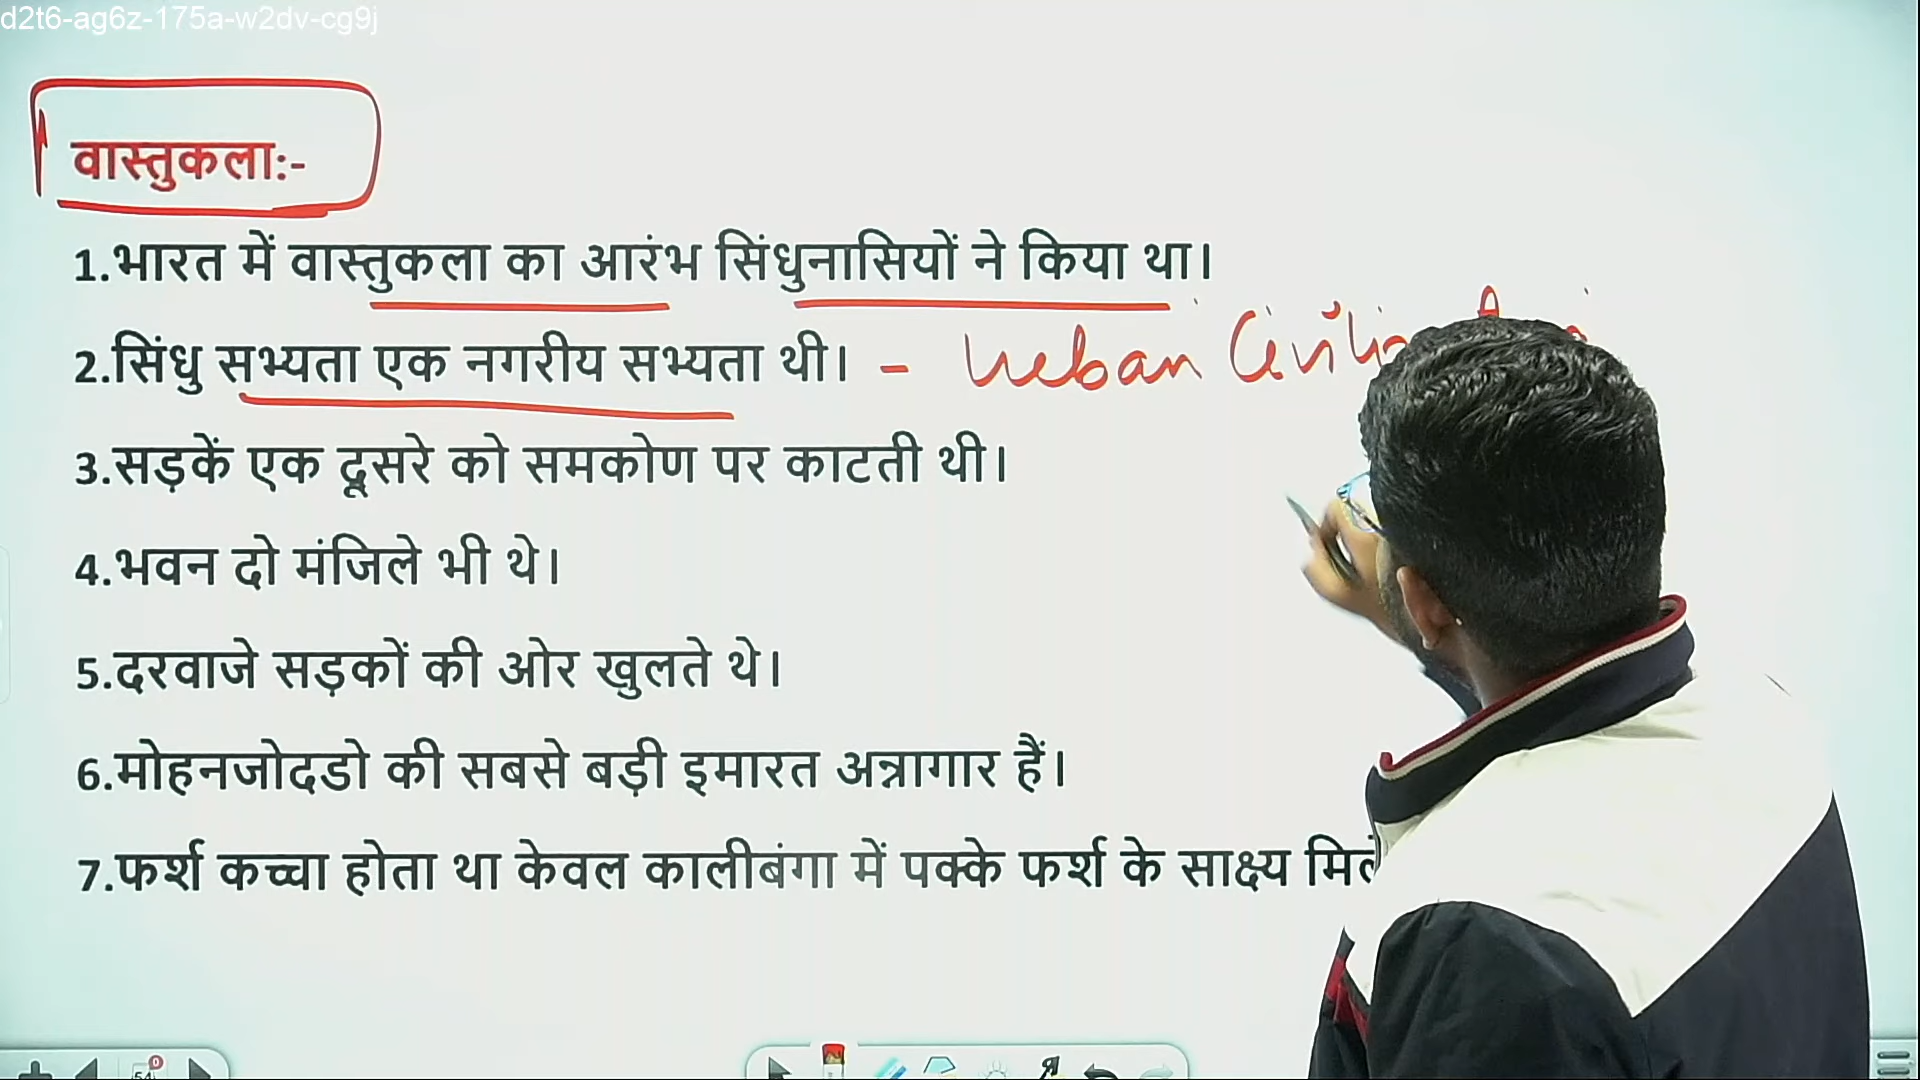 d2t6-ag6z-175a-w2dv-cg9j
वास्तुकला:-
1.भारत में वास्तुकला का आरंभ सिंधुनासियों ने किया था।
2.सिंधु सभ्यता एक नगरीय सभ्यता थी। - Urban
3.सड़कें एक दूसरे को समकोण पर काटती थी।
4.भवन दो मंजिले भी थे।
5.दरवाजे सड़कों की ओर खुलते थे।
6.मोहनजोदडो की सबसे बड़ी इमारत अन्नागार हैं।
7.फर्श कच्चा होता था केवल कालीबंगा में पक्के फर्श के साक्ष्य